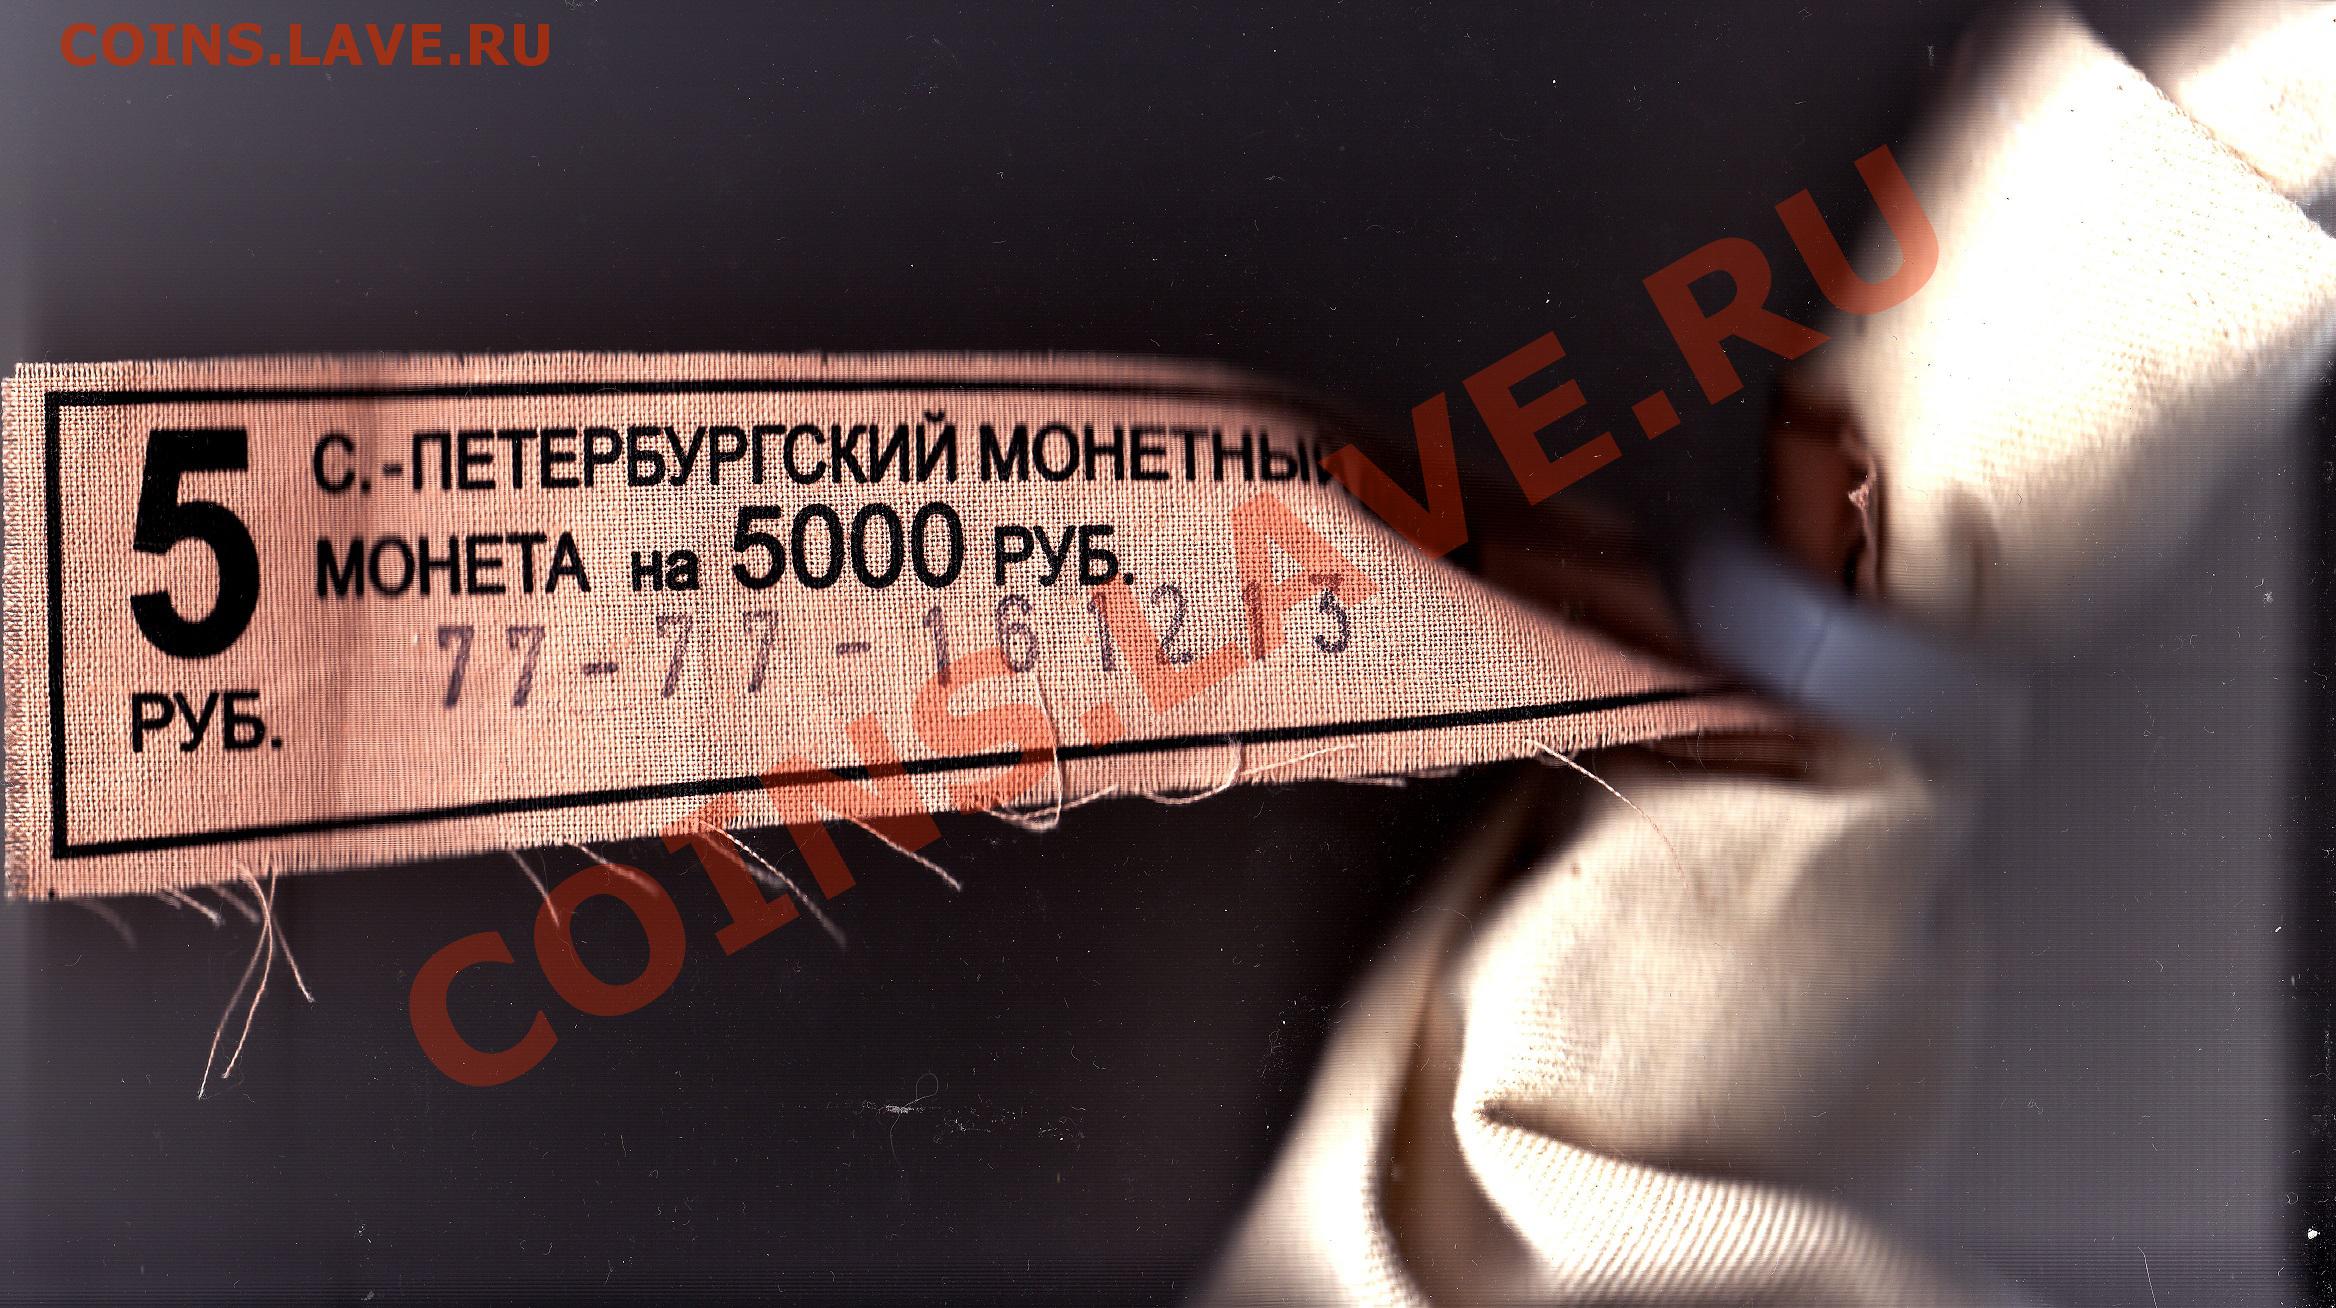 COINS.LAVE.RU
5
РУБ.
С.-ПЕТЕРБУРГСКИЙ МОНЕТНЫЙ
МОНЕТА на 5000 РУБ.
77-77-161213
COINS.LAVE.RU